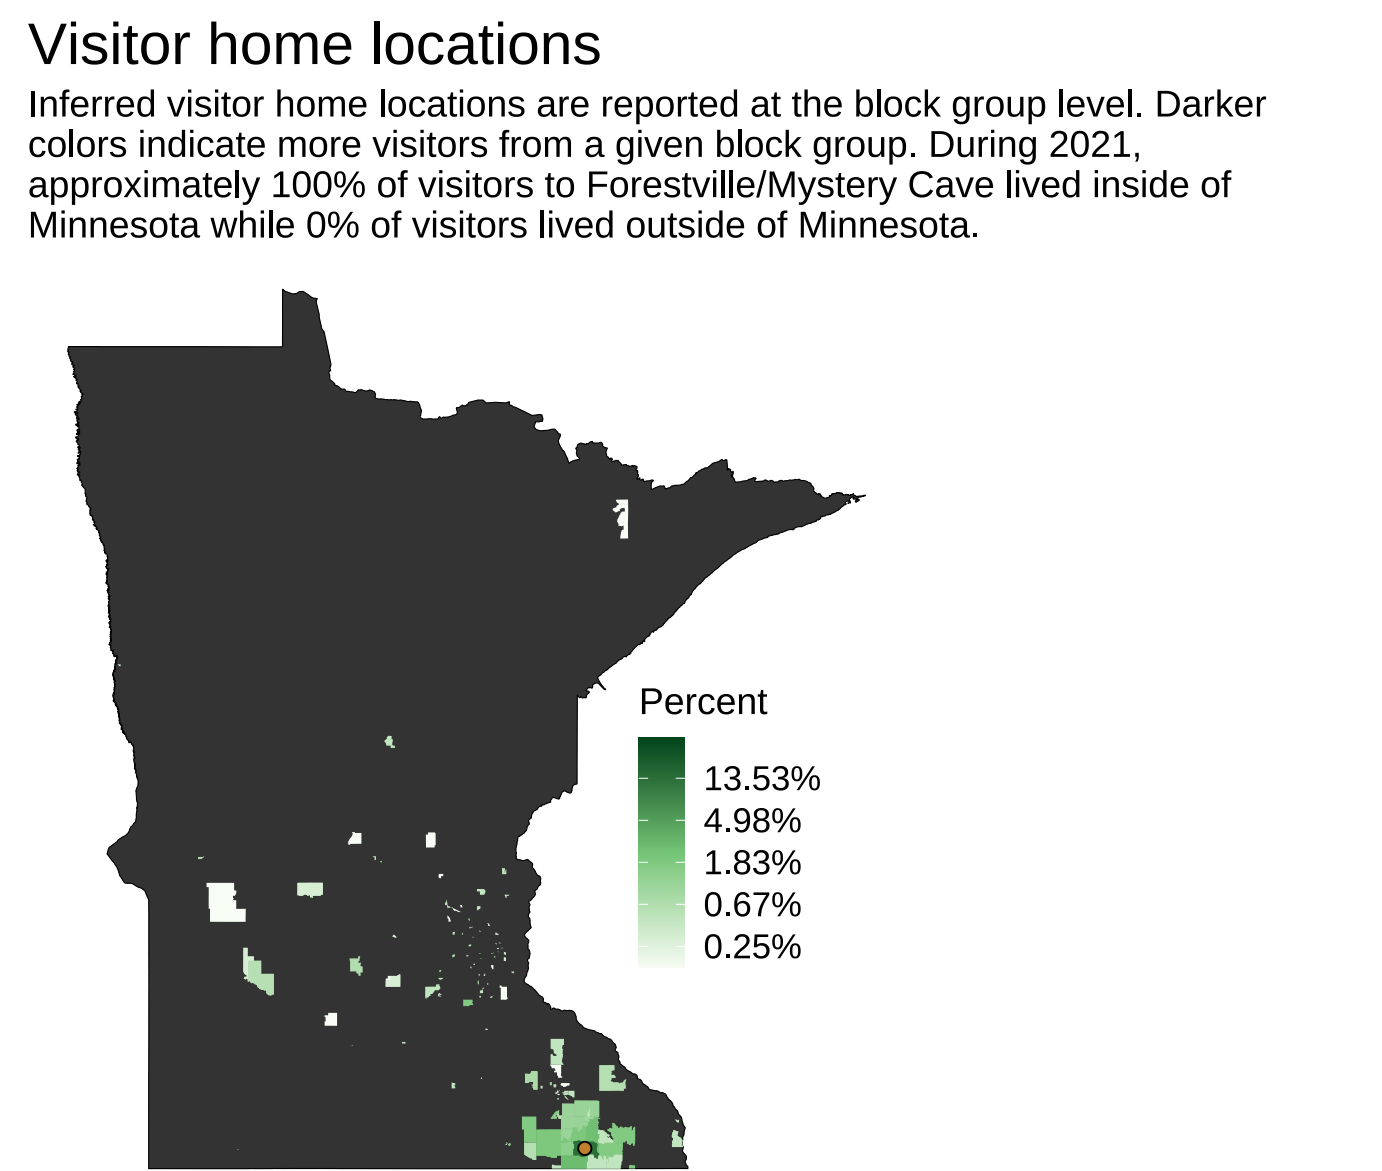 Visitor home locations
Inferred visitor home locations are reported at the block group level. Darker
colors indicate more visitors from a given block group. During 2021,
approximately 100% of visitors to Forestville/Mystery Cave lived inside of
Minnesota while 0% of visitors lived outside of Minnesota.
Percent
13.53%
4.98%
1.83%
0.67%
0.25%